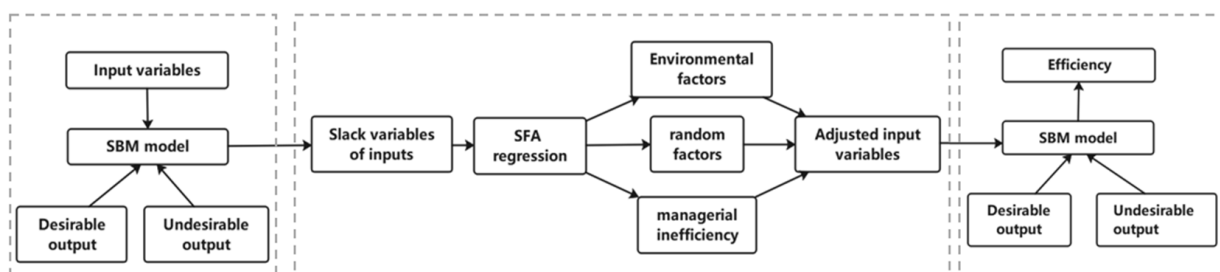 Input variables
SBM model
Desirable
output
Undesirable
output
Slack variables
of inputs
SFA
regression
Environmental
factors
random
factors
managerial
inefficiency
Adjusted input
variables
Efficiency
SBM model
Desirable
output
Undesirable
output